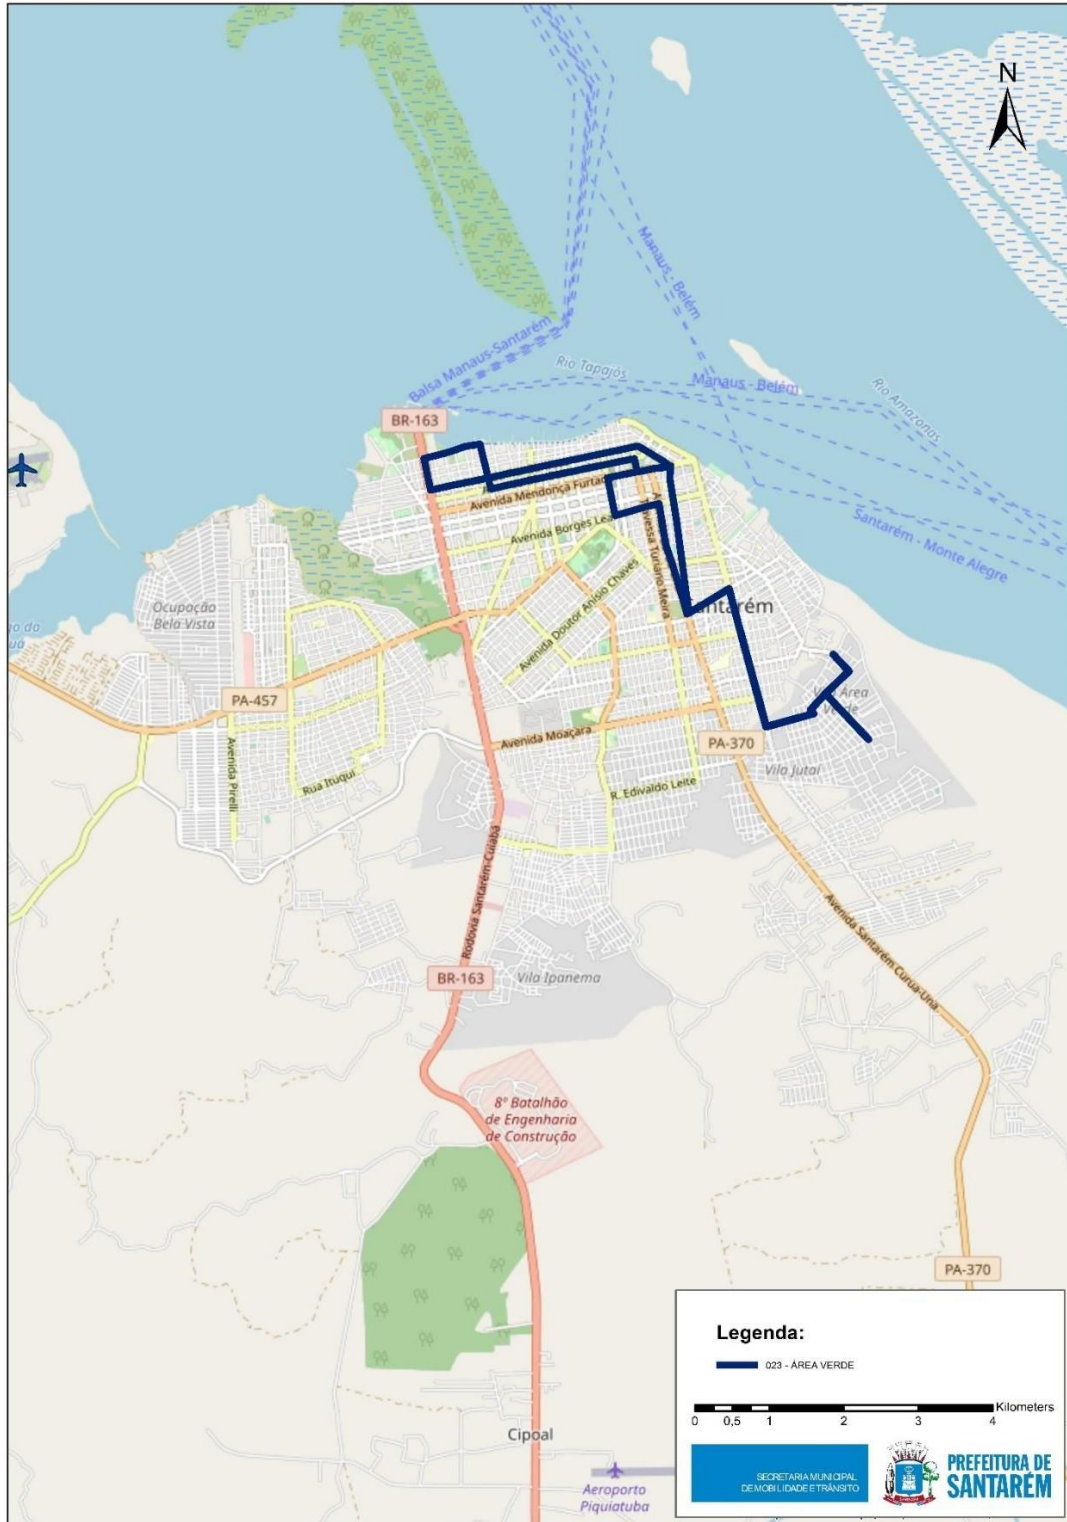 N
Manaus - Belém
Balsa Manaus-Santarém
Rio Tapajós
Manaus - Belém
Rio Amazonas
BR-163
Avenida Mendonça Furtad
Santarém - Monte Alegre
Avenida Borges Lea
Travessa Turiano Meira
Avenida Doutor Anísio Chaves
Ocupação
Bela Vista
Santarém
PA-457
Vila Área
Verde
Avenida Moaçara
PA-370
Avenida Pirelli
Rua Ituqui
Vila Jutaí
R. Edivaldo Leite
Rodovia Santarém-Cuiabá
Avenida Santarém Curuá-Una
BR-163
Vila Ipanema
8º Batalhão
de Engenharia
de Construção
PA-370
Legenda:
023 - ÁREA VERDE
Kilometers
0 0,5 1 2 3 4
Cipoal
SECRETARIA MUNICIPAL
DE MOBILIDADE E TRÂNSITO
PREFEITURA DE
SANTARÉM
Aeroporto
Piquiatuba